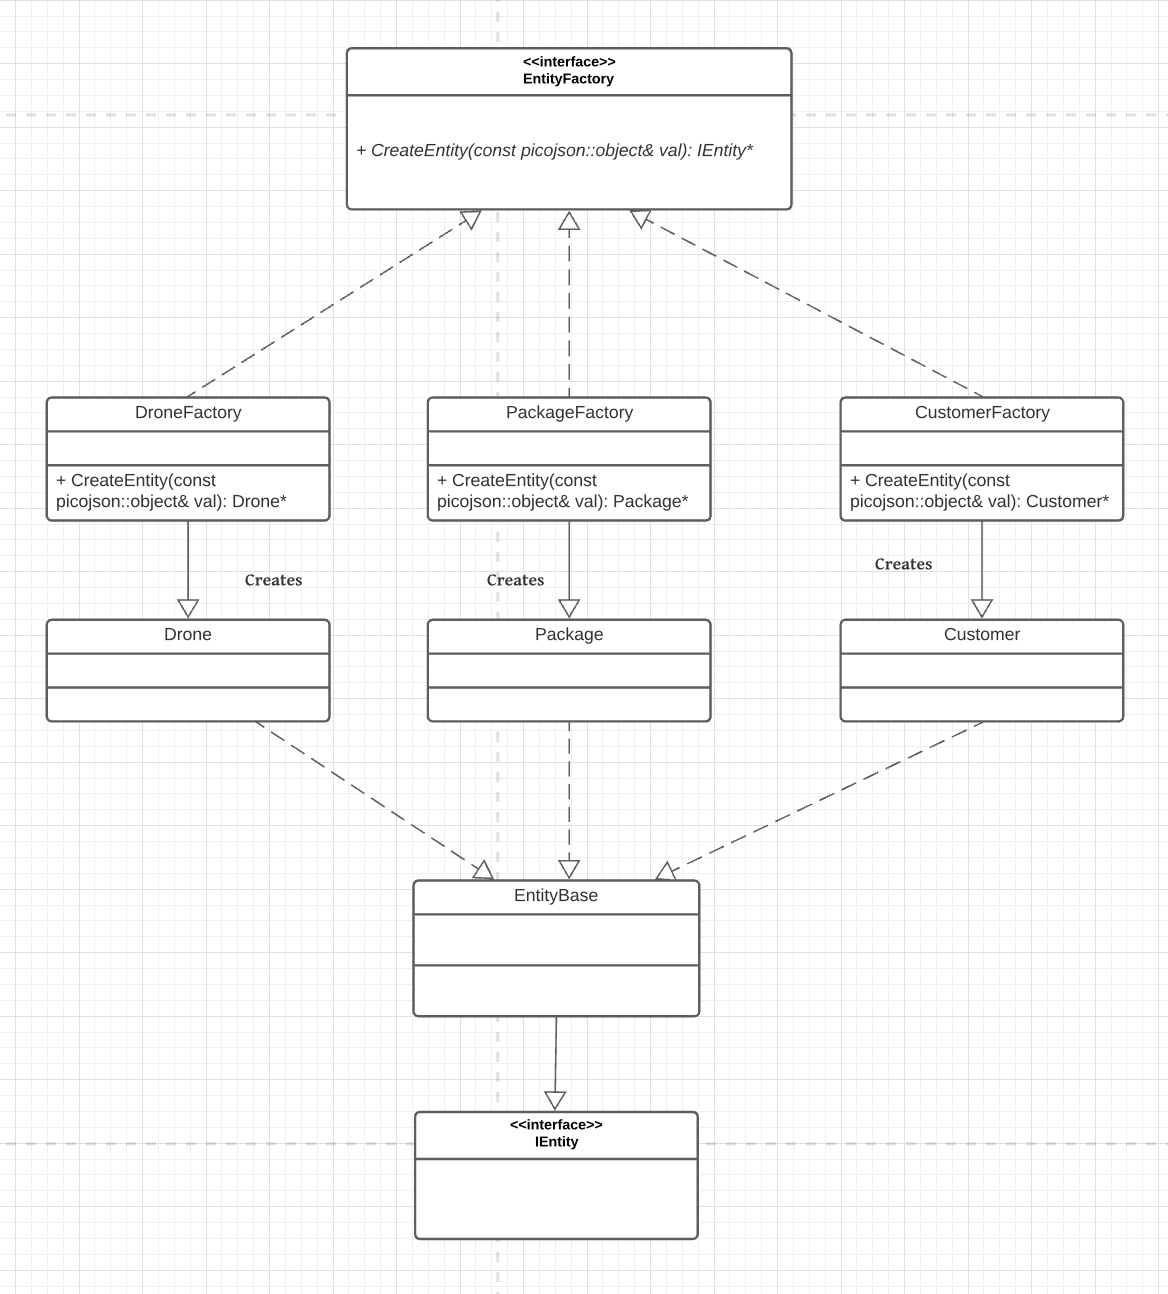 <<interface>>
EntityFactory
+ CreateEntity(const picojson::object& val): IEntity*
DroneFactory
+ CreateEntity(const
picojson::object& val): Drone*
PackageFactory
+ CreateEntity(const
picojson::object& val): Package*
CustomerFactory
+ CreateEntity(const
picojson::object& val): Customer*
Creates
Creates
Creates
Drone
Package
Customer
EntityBase
<<interface>>
IEntity